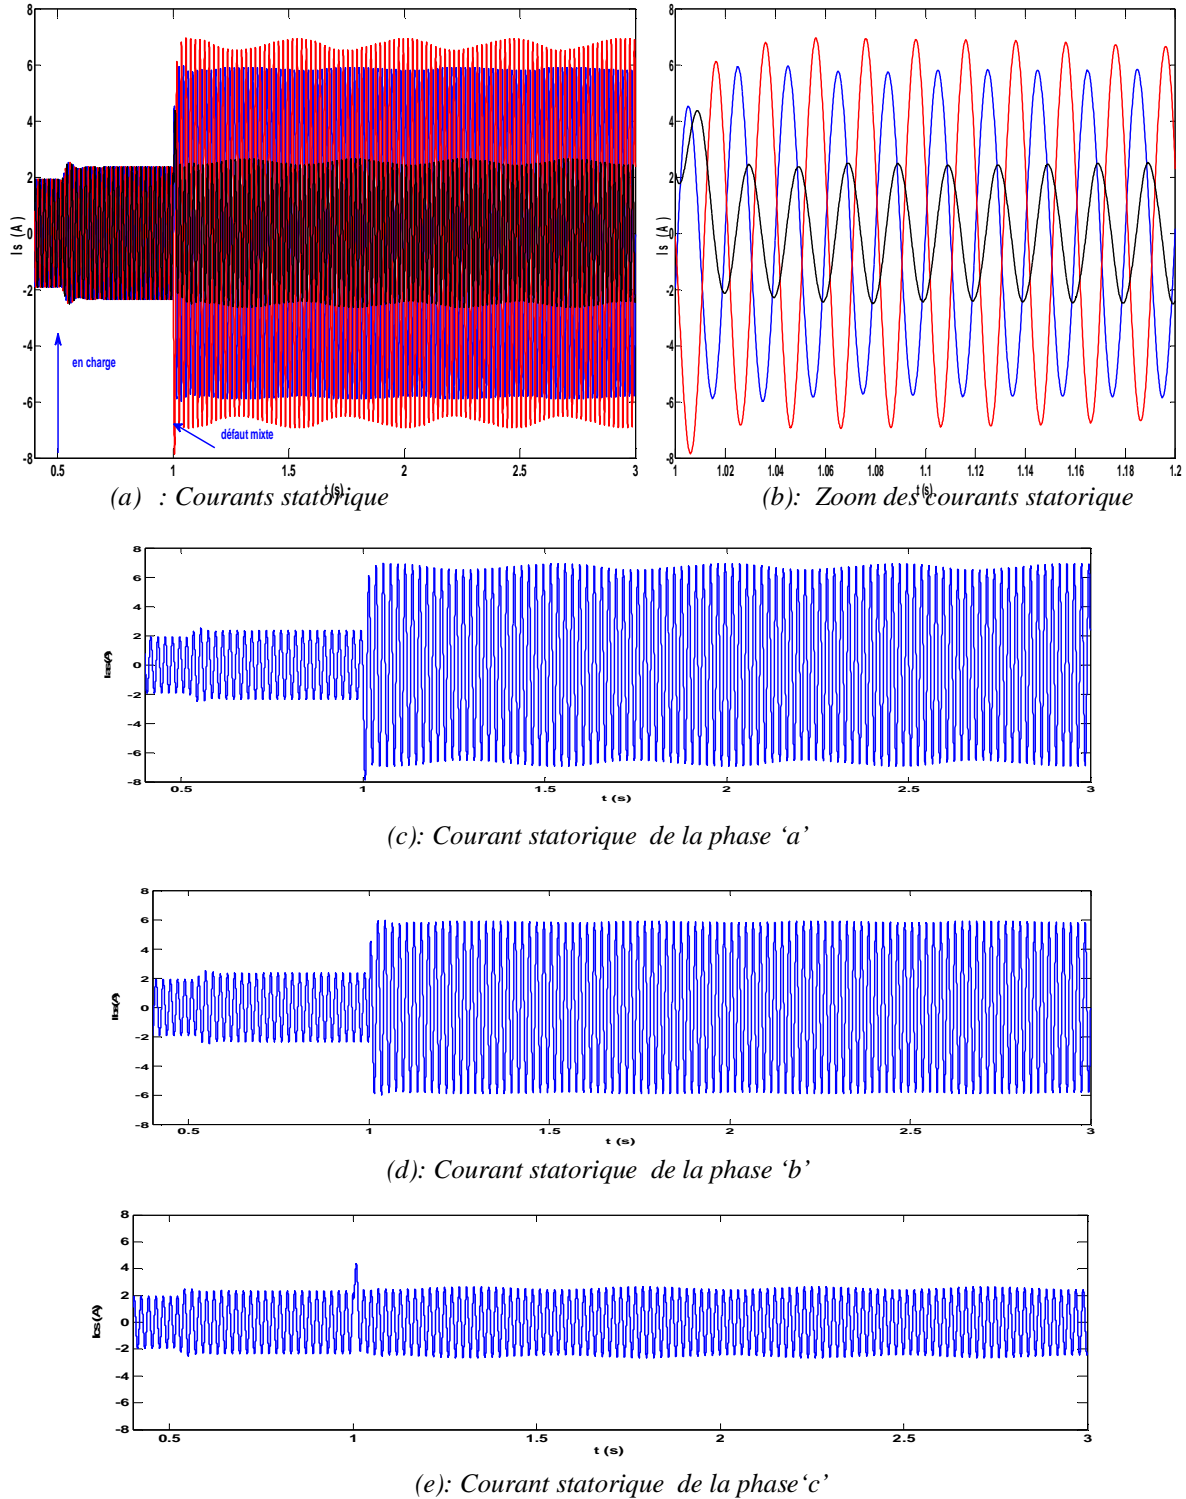 8
6
4
2
0
-2
-4
-6
-8
Is (A)
en charge
défaut mixte
0.5 1 1.5 2 2.5 3
t (s)
(a) : Courants statorique
8
6
4
2
0
-2
-4
-6
-8
Is (A)
1 1.02 1.04 1.06 1.08 1.1 1.12 1.14 1.16 1.18 1.2
t (s)
(b): Zoom des courants statorique
8
6
4
2
0
-2
-4
-6
-8
0.5 1 1.5 2 2.5 3
t (s)
(c): Courant statorique de la phase ‘a’
8
6
4
2
0
-2
-4
-6
-8
0.5 1 1.5 2 2.5 3
t (s)
(d): Courant statorique de la phase ‘b’
8
6
4
2
0
-2
-4
-6
-8
Ics(A)
0.5 1 1.5 2 2.5 3
t (s)
(e): Courant statorique de la phase‘c’